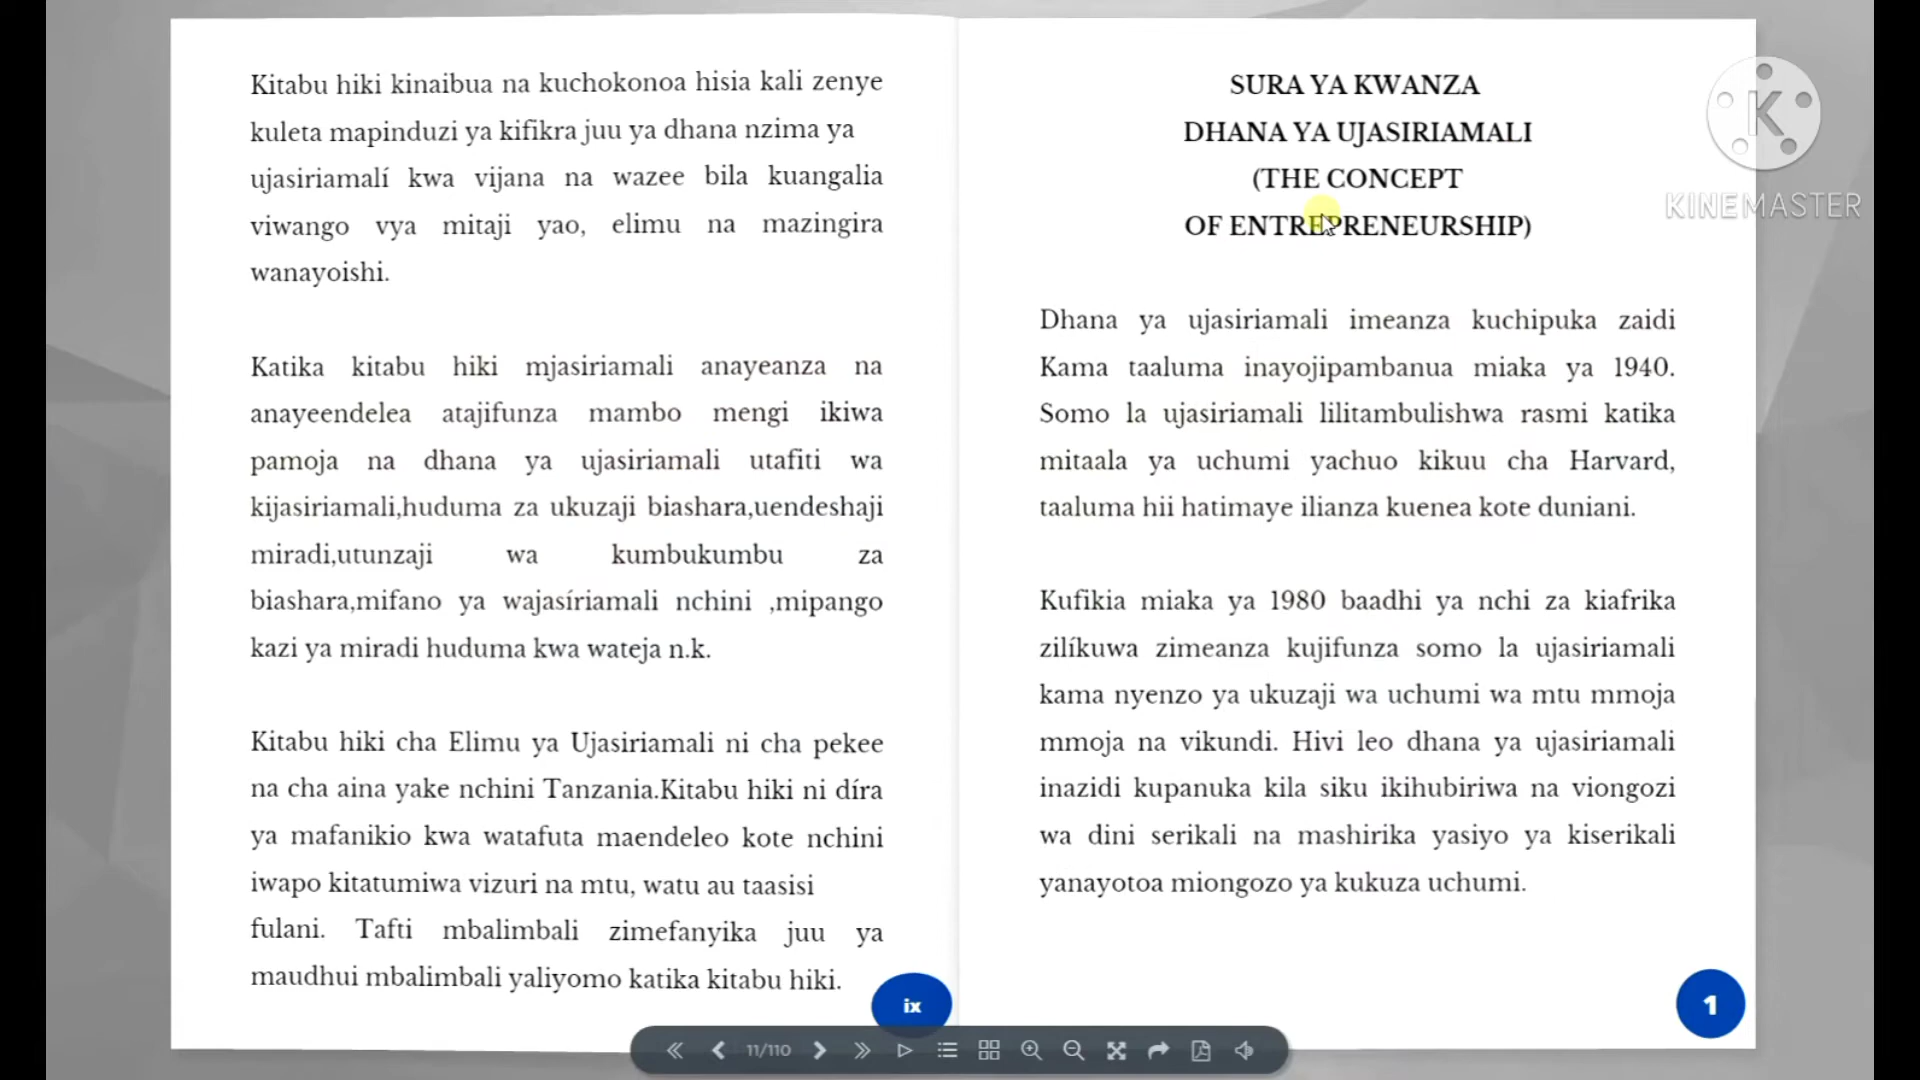 Kitabu hiki kinaibua na kuchokonoa hisia kali zenye
kuleta mapinduzi ya kifikra juu ya dhana nzima ya
ujasiriamalí kwa vijana na wazee bila kuangalia
viwango vya mitaji yao, elimu na mazingira
wanayoishi.
Katika kitabu hiki mjasiriamali anayeanza na
anayeendelea atajifunza mambo mengi ikiwa
pamoja na dhana ya ujasiriamali utafiti wa
kijasiriamali,huduma za ukuzaji biashara,uendeshaji
miradi,utunzaji wa kumbukumbu za
biashara,mifano ya wajasíriamali nchini ,mipango
kazi ya miradi huduma kwa wateja n.k.
Kitabu hiki cha Elimu ya Ujasiriamali ni cha pekee
na cha aina yake nchini Tanzania.Kitabu hiki ni díra
ya mafanikio kwa watafuta maendeleo kote nchini
iwapo kitatumiwa vizuri na mtu, watu au taasisi
fulani. Tafti mbalimbali zimefanyika juu ya
maudhui mbalimbali yaliyomo katika kitabu hiki.
ix
SURA YA KWANZA
DHANA YA UJASIRIAMALI
(THE CONCEPT
OF ENTREPRENEURSHIP)
Dhana ya ujasiriamali imeanza kuchipuka zaidi
Kama taaluma inayojipambanua miaka ya 1940.
Somo la ujasiriamali lilitambulishwa rasmi katika
mitaala ya uchumi yachuo kikuu cha Harvard,
taaluma hii hatimaye ilianza kuenea kote duniani.
Kufikia miaka ya 1980 baadhi ya nchi za kiafrika
zilíkuwa zimeanza kujifunza somo la ujasiriamali
kama nyenzo ya ukuzaji wa uchumi wa mtu mmoja
mmoja na vikundi. Hivi leo dhana ya ujasiriamali
inazidi kupanuka kila siku ikihubiriwa na viongozi
wa dini serikali na mashirika yasiyo ya kiserikali
yanayotoa miongozo ya kukuza uchumi.
1
K
KINEMASTER
11/110